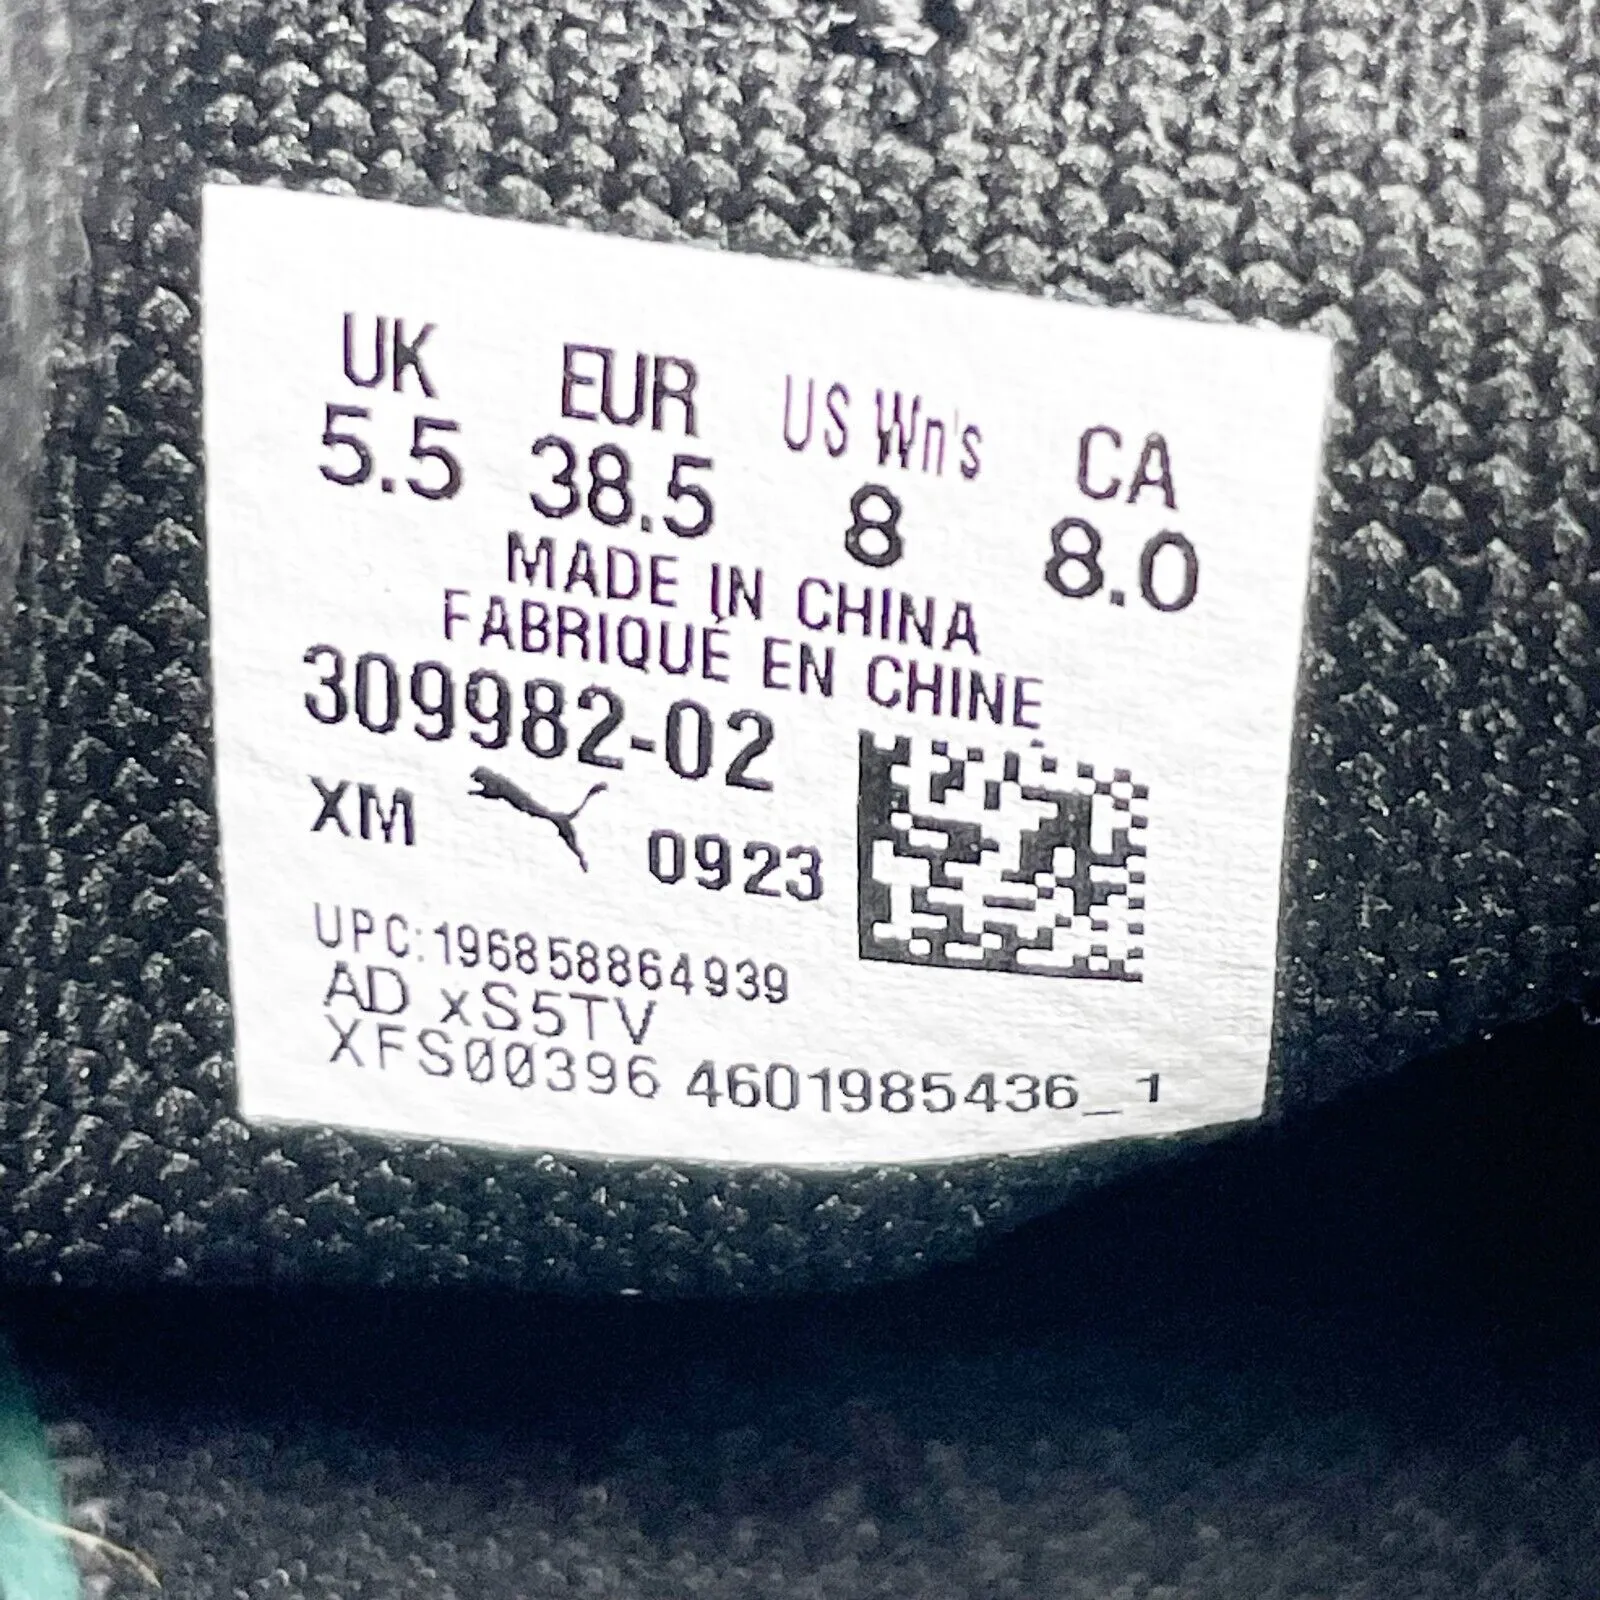 UK EUR US Wn's CA
5.5 38.5 8 8.0
MADE IN CHINA
FABRIQUÉ EN CHINE
309982-02
XM 0923
UPC:196858864939
AD xS5TV
XFS00396 4601985436_1